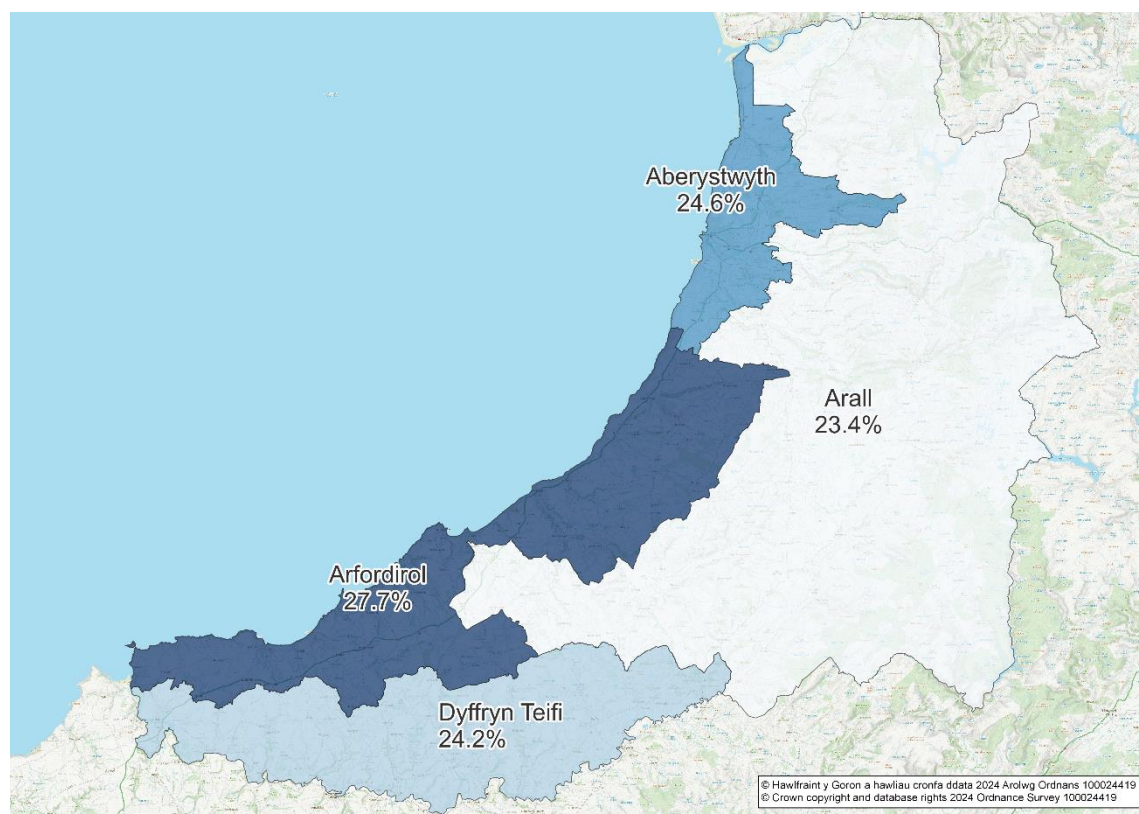 Aberystwyth
24.6%
Arall
23.4%
Arfordirol
27.7%
Dyffryn Teifi
24.2%
© Hawlfraint y Goron a hawliau cronfa ddata 2024 Arolwg Ordnans 100024419
© Crown copyright and database rights 2024 Ordnance Survey 100024419